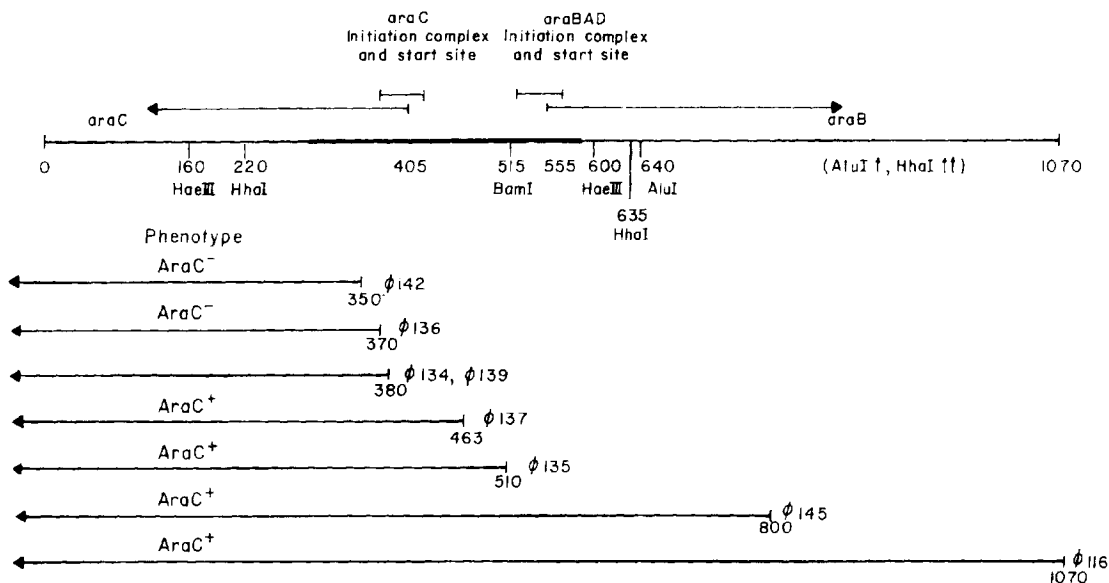 araC
Initiation complex
and start site
araBAD
Initiation complex
and start site
araC
araB
0
160
220
405
515
555
600
640
(AluI ↑, HhaI ↑↑)
1070
HaeIII
HhaI
BamI
HaeIII
AluI
635
HhaI
Phenotype
AraC⁻
350
ϕ142
AraC⁻
370
ϕ136
380
ϕ134, ϕ139
AraC⁺
463
ϕ137
AraC⁺
510
ϕ135
AraC⁺
800
ϕ145
AraC⁺
1070
ϕ116